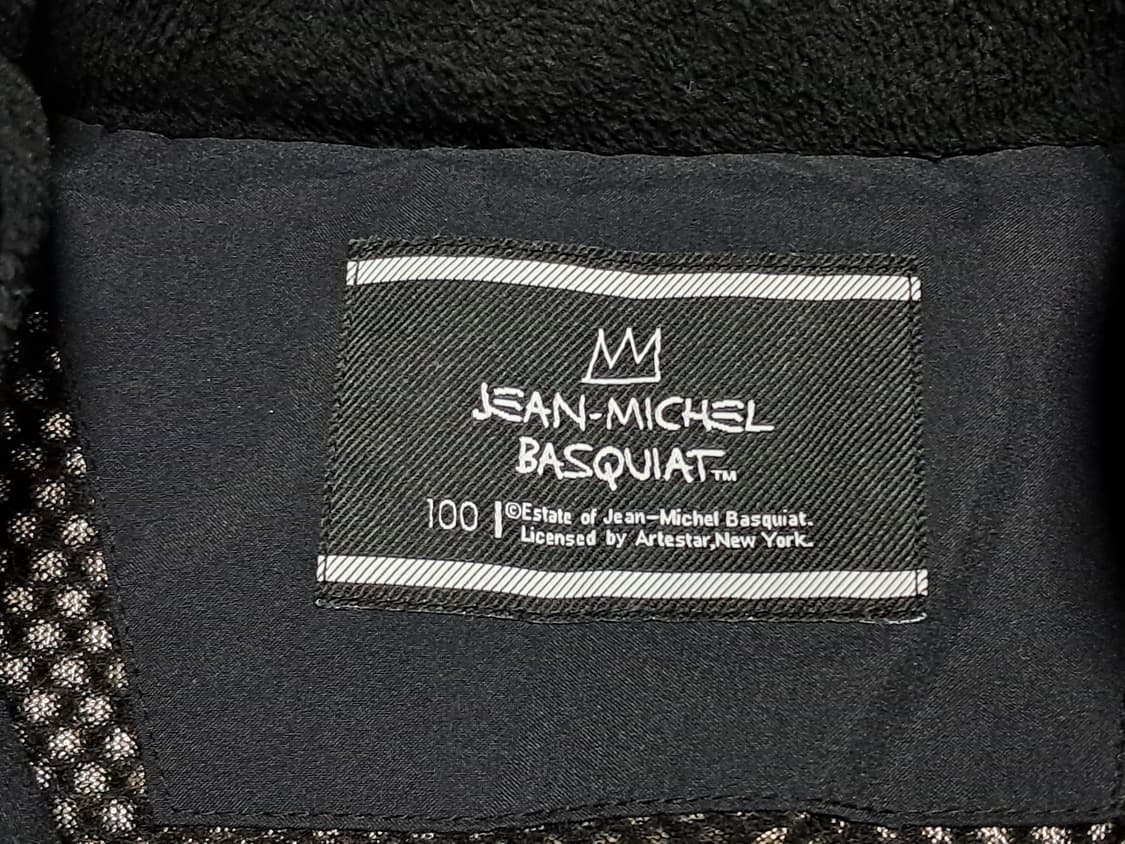 JEAN-MICHEL
BASQUIAT™
100 ©Estate of Jean-Michel Basquiat.
Licensed by Artestar,New York.